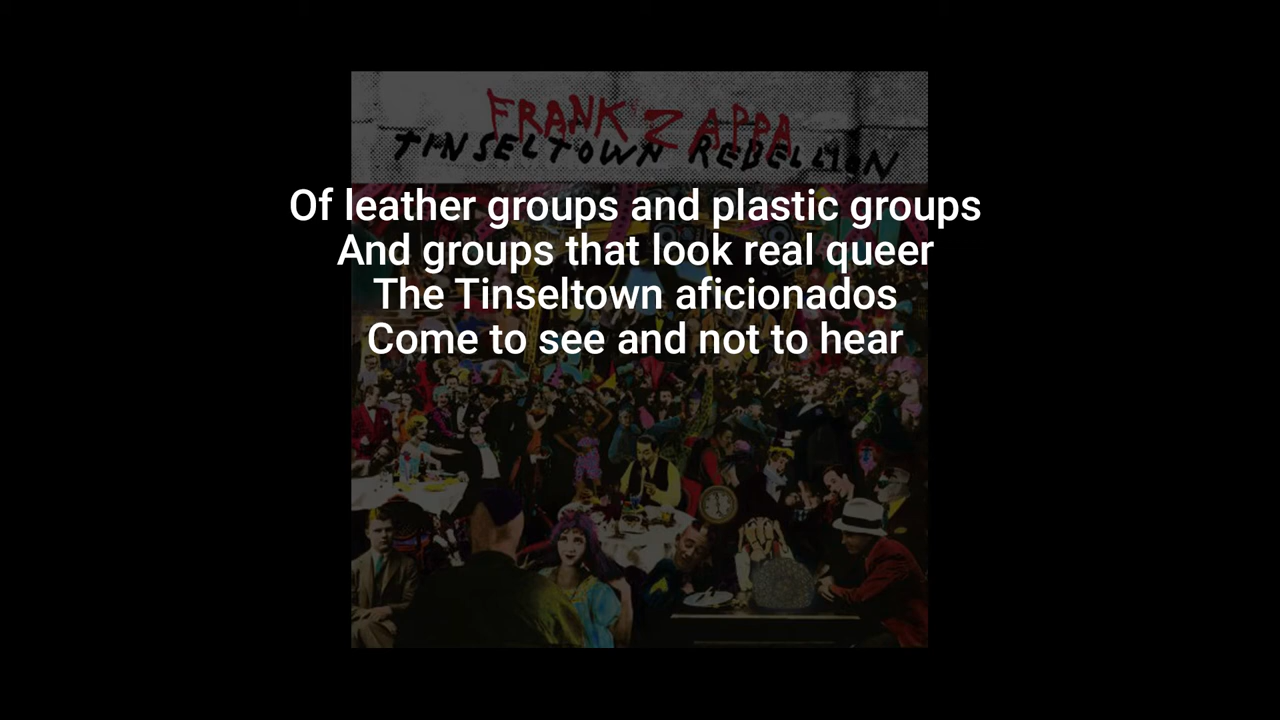 FRANK ZAPPA
TINSELTOWN REBELLION
Of leather groups and plastic groups
And groups that look real queer
The Tinseltown aficionados
Come to see and not to hear